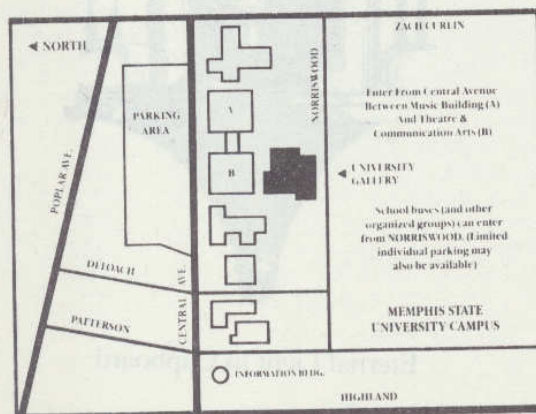 ZACH CURLIN
◄ NORTH
NORRISWOOD
Enter From Central Avenue
Between Music Building (A)
And Theatre &
Communication Arts (B)
PARKING
AREA
A
B
◄ UNIVERSITY
GALLERY
POPLAR AVE.
School buses (and other
organized groups) can enter
from NORRISWOOD. (Limited
individual parking may
also be available)
DELOACH
CENTRAL AVE.
PATTERSON
MEMPHIS STATE
UNIVERSITY CAMPUS
INFORMATION BLDG.
HIGHLAND